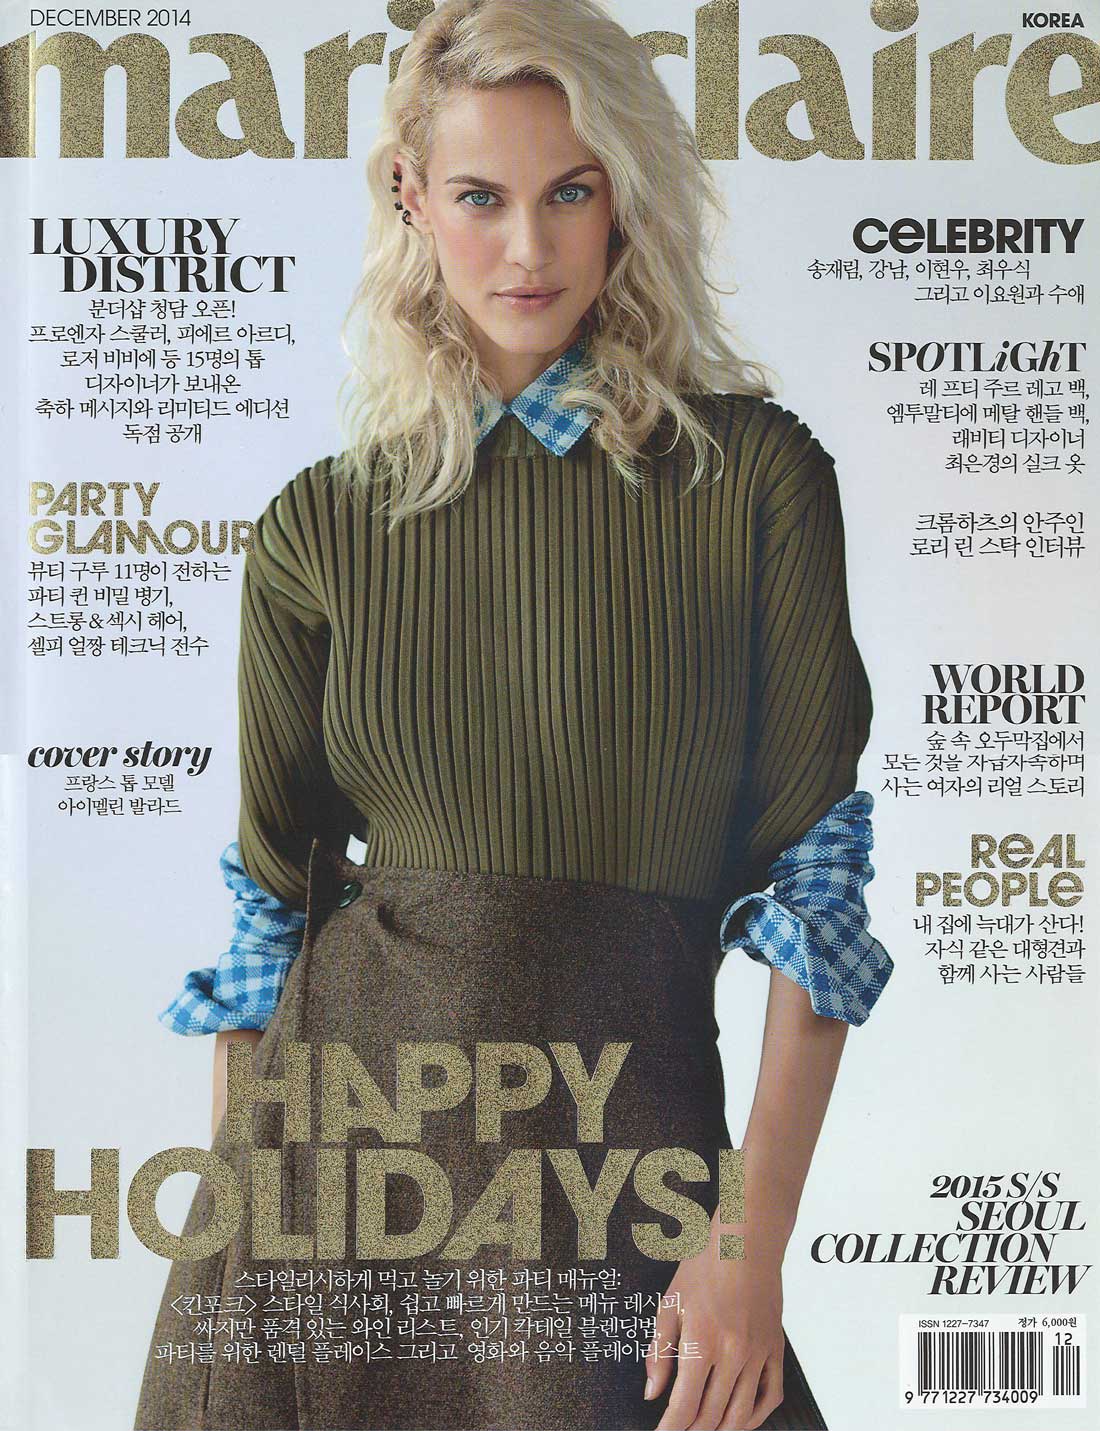 DECEMBER 2014
KOREA
marie claire
LUXURY
DISTRICT
분더샵 청담 오픈!
프로엔자 스쿨러, 피에르 아르디,
로저 비비에 등 15명의 톱
디자이너가 보내온
축하 메시지와 리미티드 에디션
독점 공개
PARTY
GLAMOUR
뷰티 구루 11명이 전하는
파티 퀸 비밀 병기,
스트롱 & 섹시 헤어,
셀피 얼짱 테크닉 전수
cover story
프랑스 톱 모델
아이멜린 발라드
CELEBRITY
송재림, 강남, 이현우, 최우식
그리고 이요원과 수애
SPOTLiGhT
레 프티 주르 레고 백,
엠투말티에 메탈 핸들 백,
래비티 디자이너
최은경의 실크 옷
크롬하츠의 안주인
로리 린 스탁 인터뷰
WORLD
REPORT
숲 속 오두막집에서
모든 것을 자급자족하며
사는 여자의 리얼 스토리
ReAL
PEOPLe
내 집에 늑대가 산다!
자식 같은 대형견과
함께 사는 사람들
HAPPY
HOLIDAYS!
스타일리시하게 먹고 놀기 위한 파티 매뉴얼:
<킨포크> 스타일 식사회, 쉽고 빠르게 만드는 메뉴 레시피,
싸지만 품격 있는 와인 리스트, 인기 칵테일 블렌딩법,
파티를 위한 렌털 플레이스 그리고 영화와 음악 플레이리스트
2015 S/S
SEOUL
COLLECTION
REVIEW
ISSN 1227-7347 정가 6,000원
12
9 771227 734009